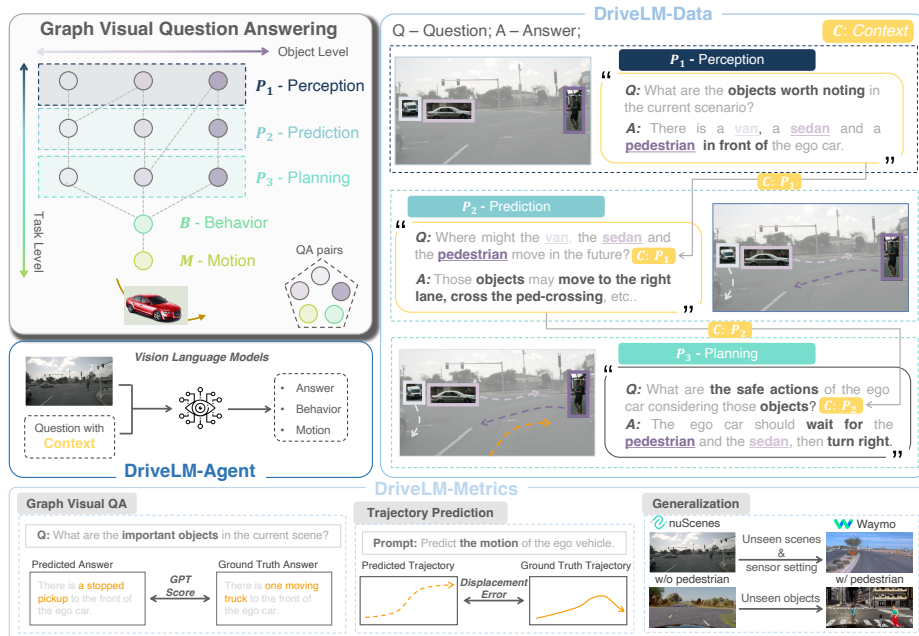 Graph Visual Question Answering
Object Level
Task Level
P1 - Perception
P2 - Prediction
P3 - Planning
B - Behavior
M - Motion
QA pairs
Vision Language Models
Question with
Context
• Answer
• Behavior
• Motion
DriveLM-Agent
DriveLM-Data
Q – Question; A – Answer;
C: Context
P1 - Perception
“
Q: What are the objects worth noting in
the current scenario?
A: There is a van, a sedan and a
pedestrian in front of the ego car.
”
C: P1
P2 - Prediction
“
Q: Where might the van, the sedan and
the pedestrian move in the future? C: P1
A: Those objects may move to the right
lane, cross the ped-crossing, etc..
”
C: P2
P3 - Planning
“
Q: What are the safe actions of the ego
car considering those objects? C: P2
A: The ego car should wait for the
pedestrian and the sedan, then turn right.
”
DriveLM-Metrics
Graph Visual QA
Q: What are the important objects in the current scene?
Predicted Answer
There is a stopped
pickup to the front of
the ego car.
GPT
Score
Ground Truth Answer
There is one moving
truck to the front of
the ego car.
Trajectory Prediction
Prompt: Predict the motion of the ego vehicle.
Predicted Trajectory
Displacement
Error
Ground Truth Trajectory
Generalization
nuScenes
Waymo
Unseen scenes
&
sensor setting
w/o pedestrian
w/ pedestrian
Unseen objects